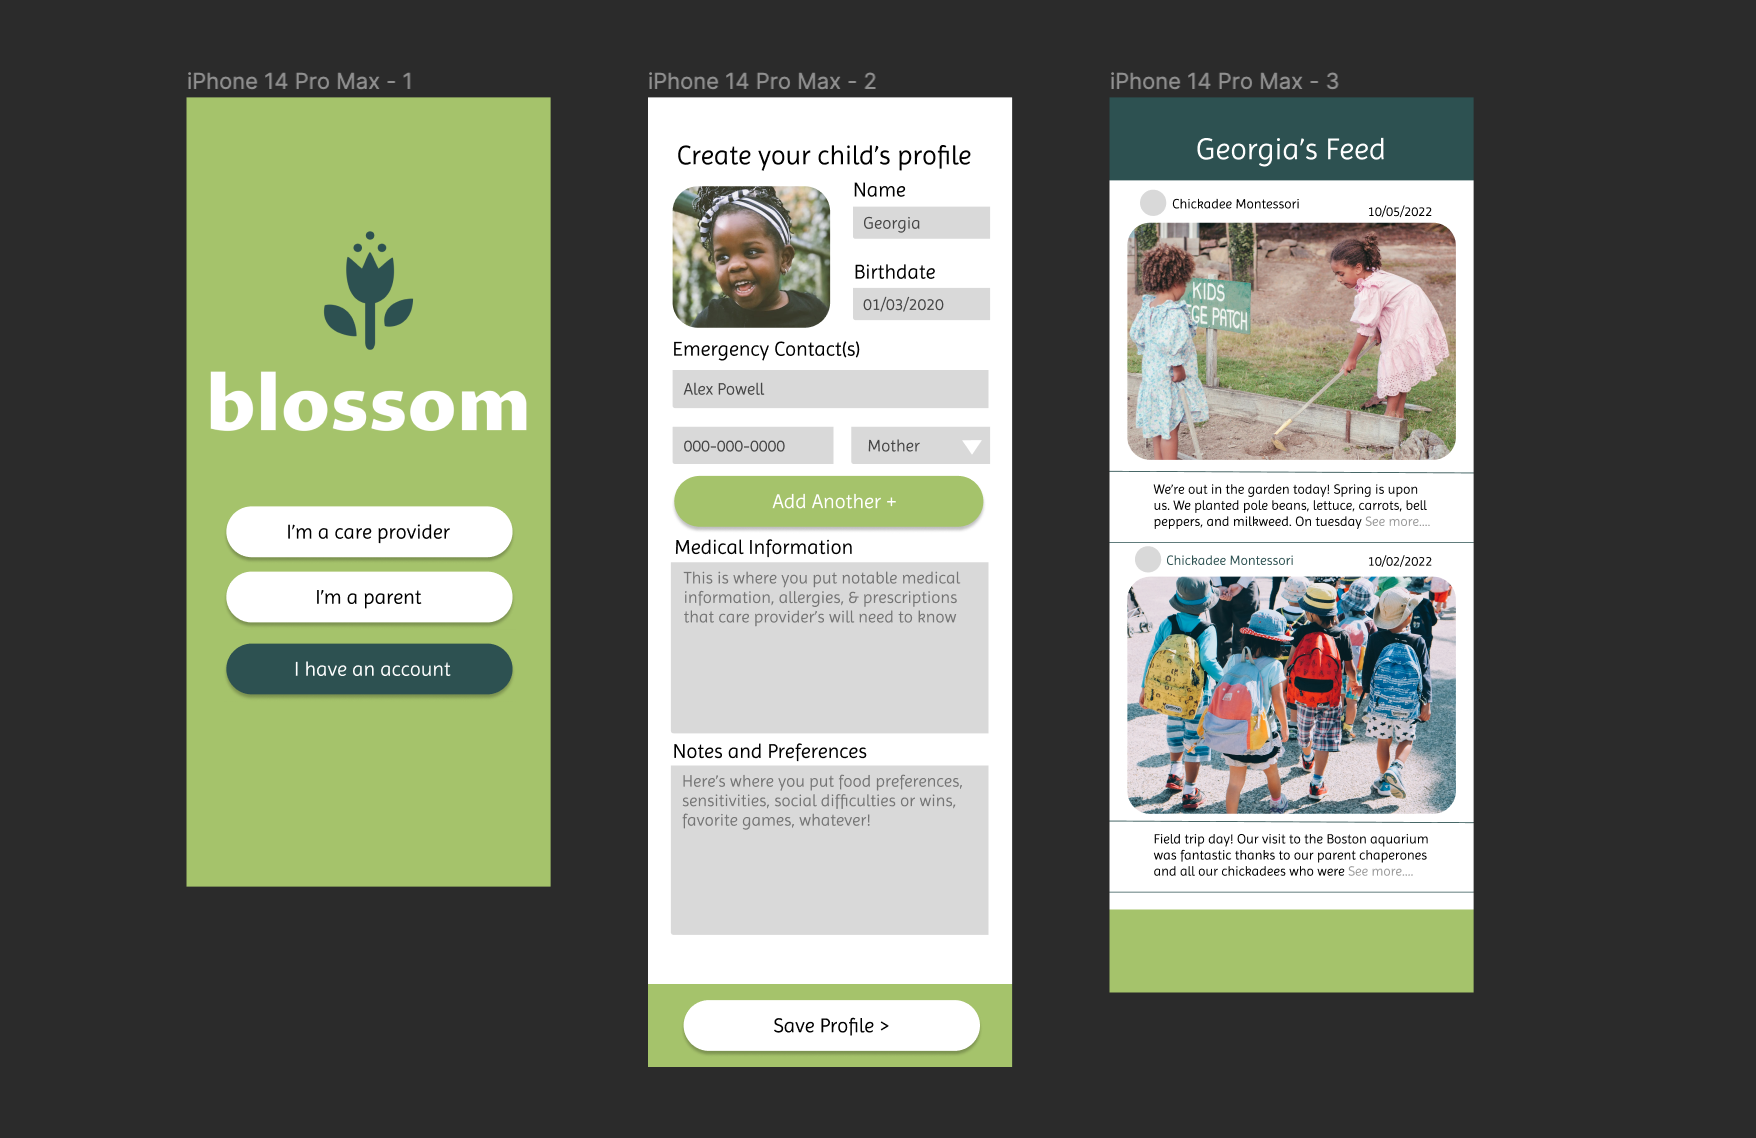 iPhone 14 Pro Max - 1
blossom
I'm a care provider
I'm a parent
I have an account
iPhone 14 Pro Max - 2
Create your child's profile
Name
Georgia
Birthdate
01/03/2020
Emergency Contact(s)
Alex Powell
000-000-0000
Mother
Add Another +
Medical Information
This is where you put notable medical
information, allergies, & prescriptions
that care provider's will need to know
Notes and Preferences
Here's where you put food preferences,
sensitivities, social difficulties or wins,
favorite games, whatever!
Save Profile >
iPhone 14 Pro Max - 3
Georgia's Feed
Chickadee Montessori
10/05/2022
KIDS
GE PATCH
We're out in the garden today! Spring is upon
us. We planted pole beans, lettuce, carrots, bell
peppers, and milkweed. On tuesday See more....
Chickadee Montessori
10/02/2022
Field trip day! Our visit to the Boston aquarium
was fantastic thanks to our parent chaperones
and all our chickadees who were See more....